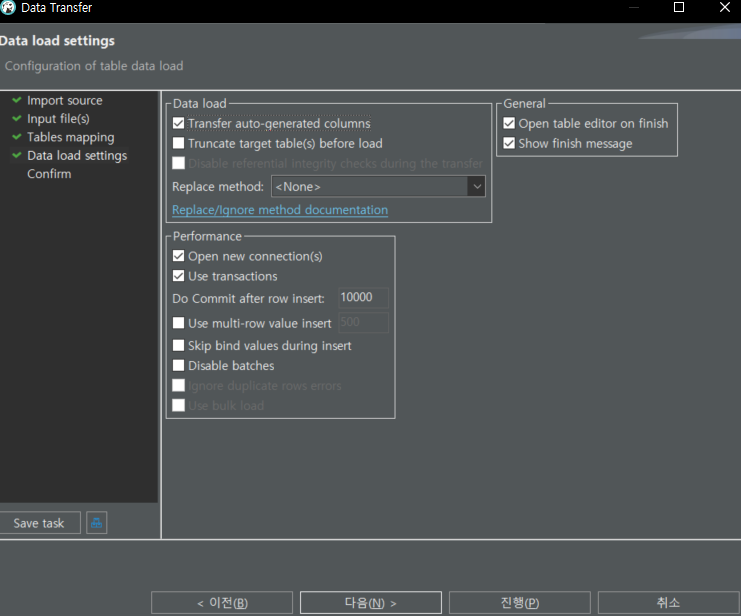 Data Transfer
Data load settings
Configuration of table data load
Import source
Input file(s)
Tables mapping
Data load settings
Confirm
Data load
Transfer auto-generated columns
Truncate target table(s) before load
Disable referential integrity checks during the transfer
Replace method: <None>
Replace/Ignore method documentation
General
Open table editor on finish
Show finish message
Performance
Open new connection(s)
Use transactions
Do Commit after row insert: 10000
Use multi-row value insert 500
Skip bind values during insert
Disable batches
Ignore duplicate rows errors
Use bulk load
Save task
< 이전(B) 다음(N) > 진행(P) 취소